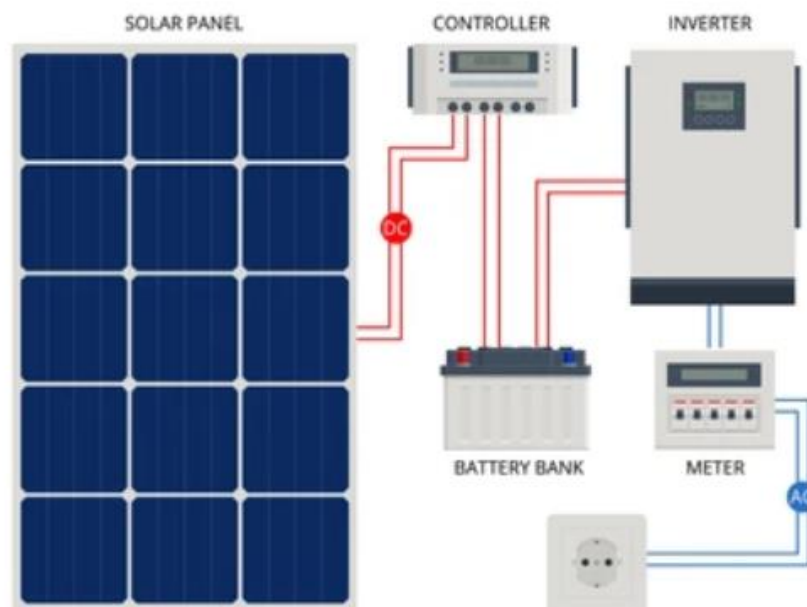 SOLAR PANEL
CONTROLLER
INVERTER
DC
BATTERY BANK
METER
AC